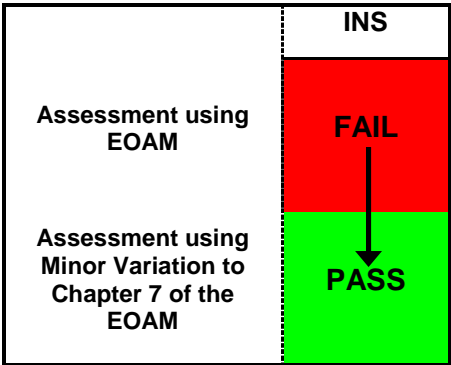 INS
Assessment using
EOAM
FAIL
Assessment using
Minor Variation to
Chapter 7 of the
EOAM
PASS